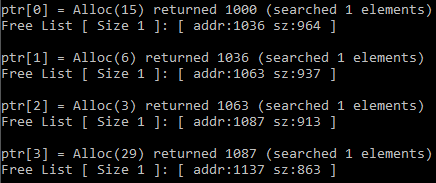 ptr[0] = Alloc(15) returned 1000 (searched 1 elements)
Free List [ Size 1 ]: [ addr:1036 sz:964 ]
ptr[1] = Alloc(6) returned 1036 (searched 1 elements)
Free List [ Size 1 ]: [ addr:1063 sz:937 ]
ptr[2] = Alloc(3) returned 1063 (searched 1 elements)
Free List [ Size 1 ]: [ addr:1087 sz:913 ]
ptr[3] = Alloc(29) returned 1087 (searched 1 elements)
Free List [ Size 1 ]: [ addr:1137 sz:863 ]